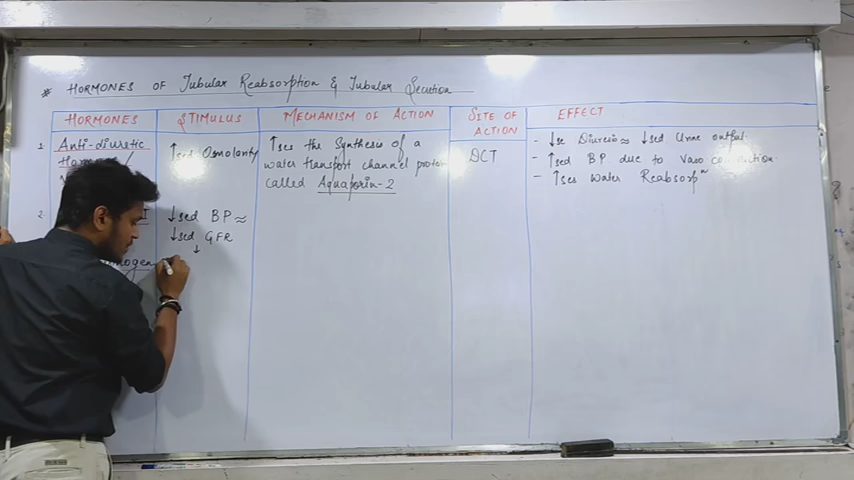 * HORMONES OF Tubular Reabsorption & Tubular Secretion
HORMONES STIMULUS MECHANISM OF ACTION SITE OF ACTION EFFECT
1. Anti-diuretic Hormone/
↑sed Osmolarity
↑ses the Synthesis of a
water transport channel protein
called Aquaporin-2
DCT
- ↓se Diuresis ≈ ↓sed Urine output.
- ↑sed BP due to Vaso constriction.
- ↑ses Water Reabsorpⁿ
2.
↓sed BP ≈
↓sed GFR
↓